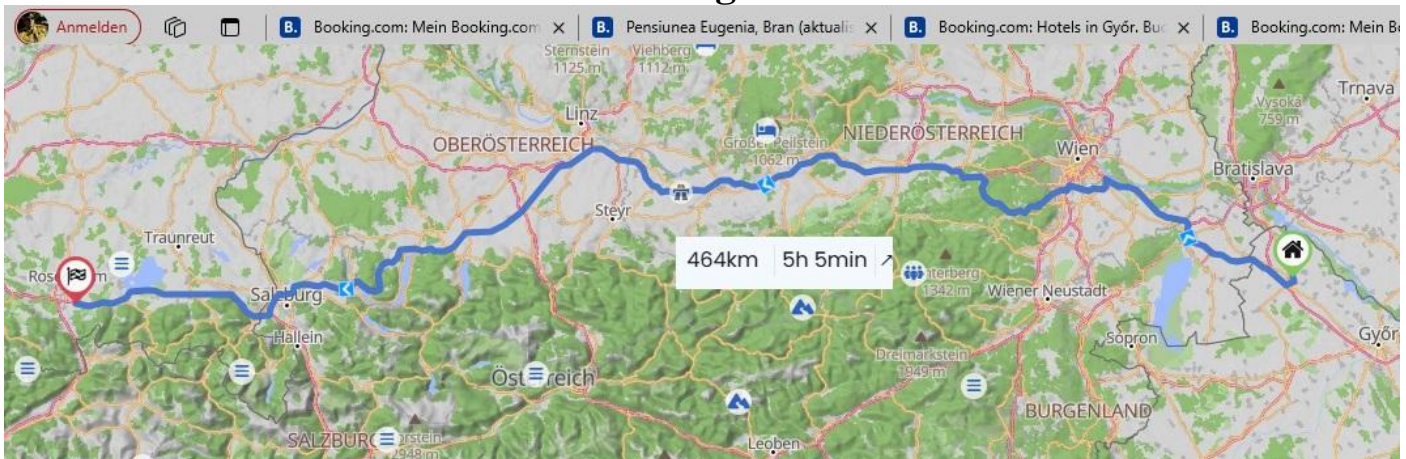 Anmelden
Booking.com: Mein Booking.com
Pensiunea Eugenia, Bran (aktualis
Booking.com: Hotels in Győr. Buc
Booking.com: Mein B
Sternstein
1125 m
Viehberg
1112 m
Linz
OBERÖSTERREICH
Großer Peilstein
1062 m
NIEDERÖSTERREICH
Wien
Vysoká
759 m
Trnava
Bratislava
Steyr
Traunreut
464km 5h 5min
1342 m
Wiener Neustadt
Salzburg
Hallein
Sopron
Győr
Dreimarkstein
1949 m
Österreich
BURGENLAND
SALZBURG
2948 m
Leoben